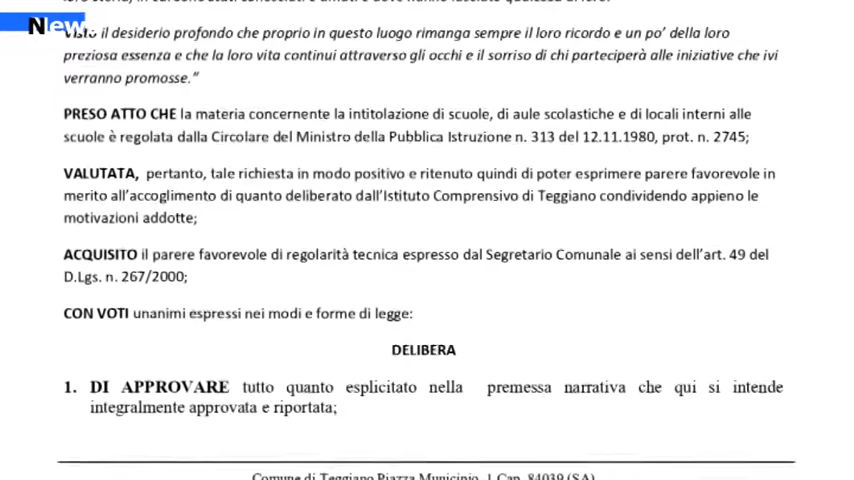 New
il desiderio profondo che proprio in questo luogo rimanga sempre il loro ricordo e un po' della loro
preziosa essenza e che la loro vita continui attraverso gli occhi e il sorriso di chi parteciperà alle iniziative che ivi
verranno promosse."
PRESO ATTO CHE la materia concernente la intitolazione di scuole, di aule scolastiche e di locali interni alle
scuole è regolata dalla Circolare del Ministro della Pubblica Istruzione n. 313 del 12.11.1980, prot. n. 2745;
VALUTATA, pertanto, tale richiesta in modo positivo e ritenuto quindi di poter esprimere parere favorevole in
merito all'accoglimento di quanto deliberato dall'Istituto Comprensivo di Teggiano condividendo appieno le
motivazioni addotte;
ACQUISITO il parere favorevole di regolarità tecnica espresso dal Segretario Comunale ai sensi dell'art. 49 del
D.Lgs. n. 267/2000;
CON VOTI unanimi espressi nei modi e forme di legge:
DELIBERA
1. DI APPROVARE tutto quanto esplicitato nella premessa narrativa che qui si intende
integralmente approvata e riportata;
Comune di Teggiano Piazza Municipio, 1 Cap. 84039 (SA)